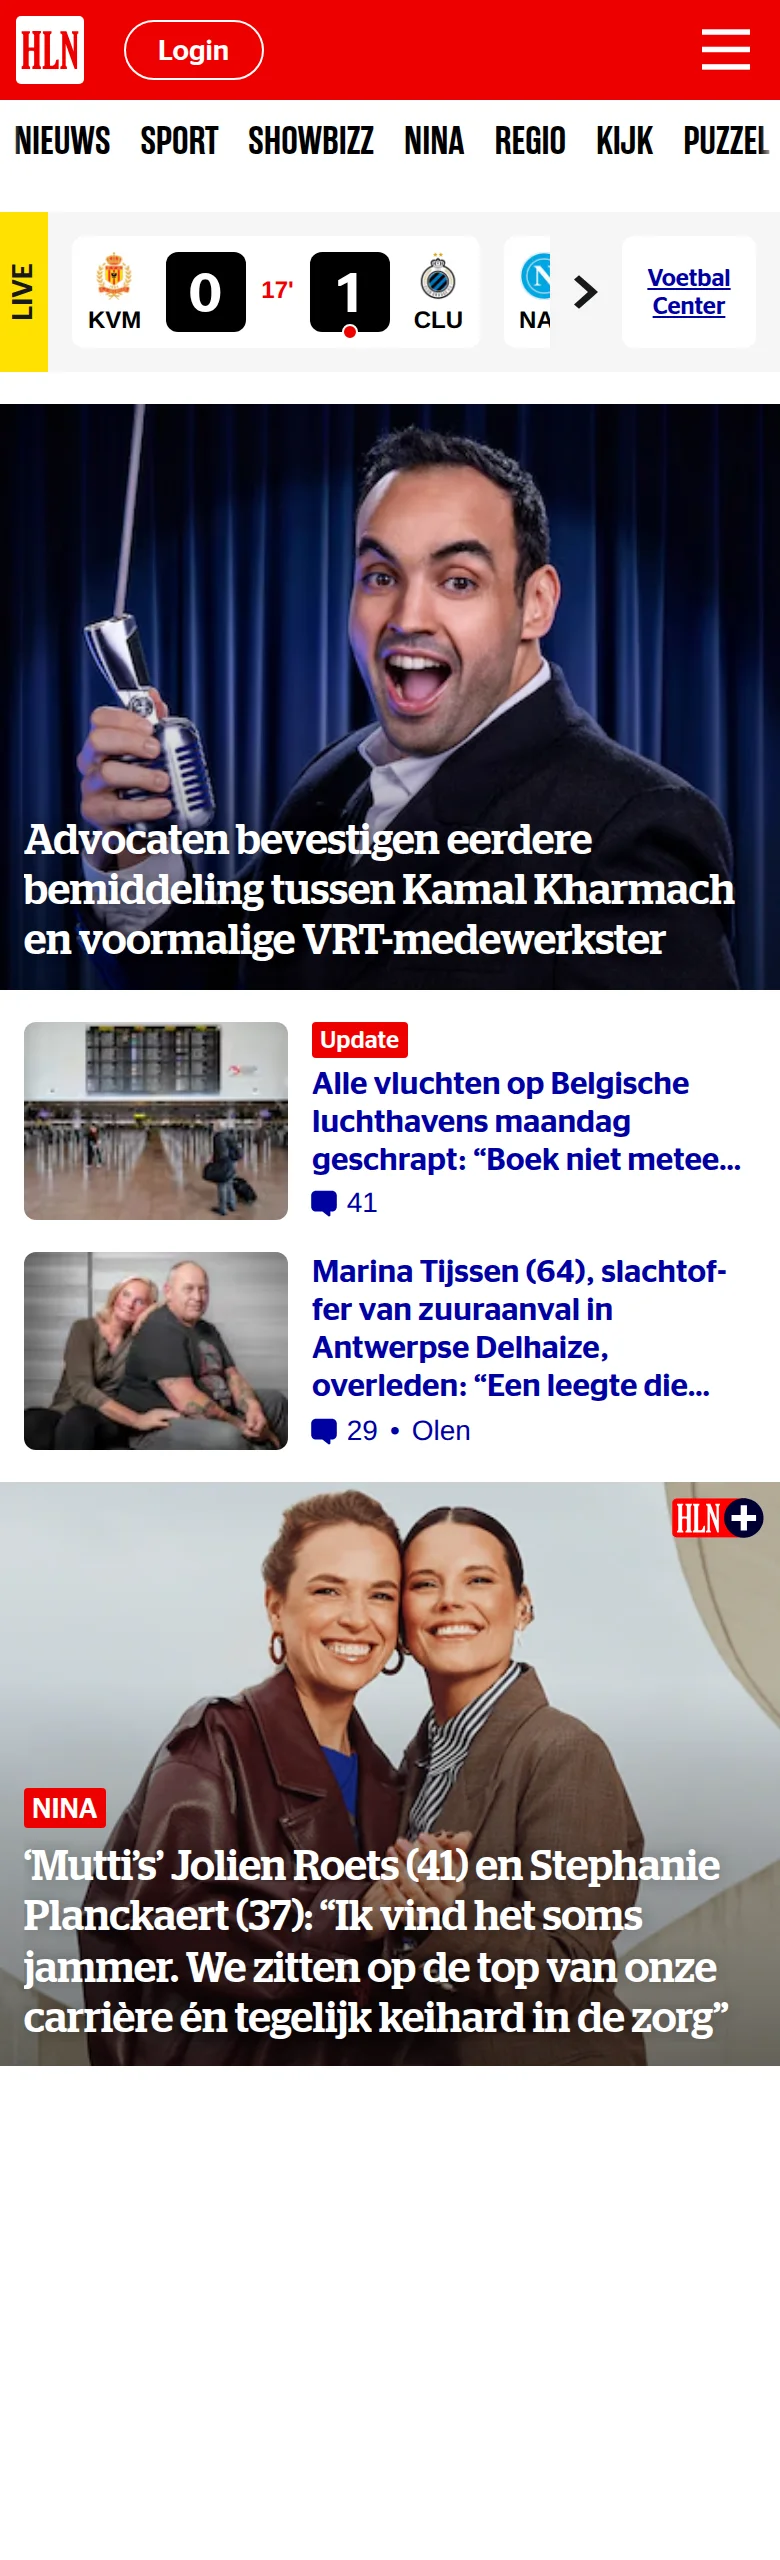 HLN
Login
NIEUWS SPORT SHOWBIZZ NINA REGIO KIJK PUZZEL
LIVE
KVM
0
17'
1
CLU
N
NA
Voetbal
Center
Advocaten bevestigen eerdere
bemiddeling tussen Kamal Kharmach
en voormalige VRT-medewerkster
Update
Alle vluchten op Belgische
luchthavens maandag
geschrapt: “Boek niet metee...
41
Marina Tijssen (64), slachtof-
fer van zuuraanval in
Antwerpse Delhaize,
overleden: “Een leegte die...
29 • Olen
HLN+
NINA
‘Mutti’s’ Jolien Roets (41) en Stephanie
Planckaert (37): “Ik vind het soms
jammer. We zitten op de top van onze
carrière én tegelijk keihard in de zorg”